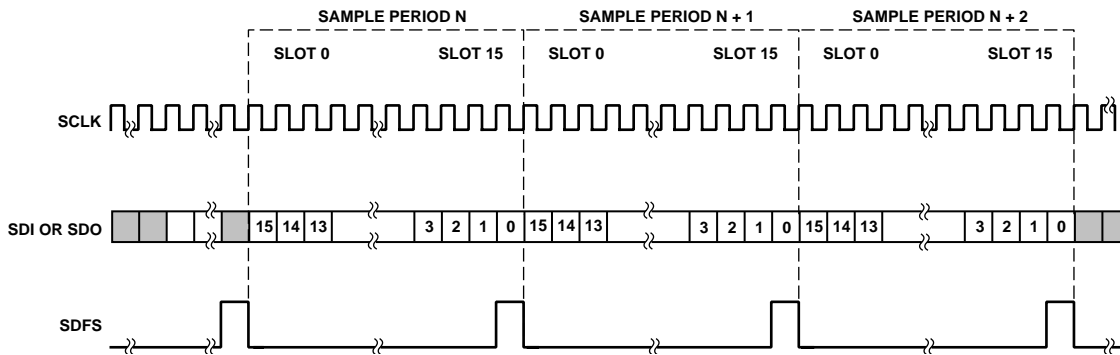 SAMPLE PERIOD N SAMPLE PERIOD N + 1 SAMPLE PERIOD N + 2
SLOT 0 SLOT 15 SLOT 0 SLOT 15 SLOT 0 SLOT 15
SCLK
SDI OR SDO 15 14 13 3 2 1 0 15 14 13 3 2 1 0 15 14 13 3 2 1 0
SDFS